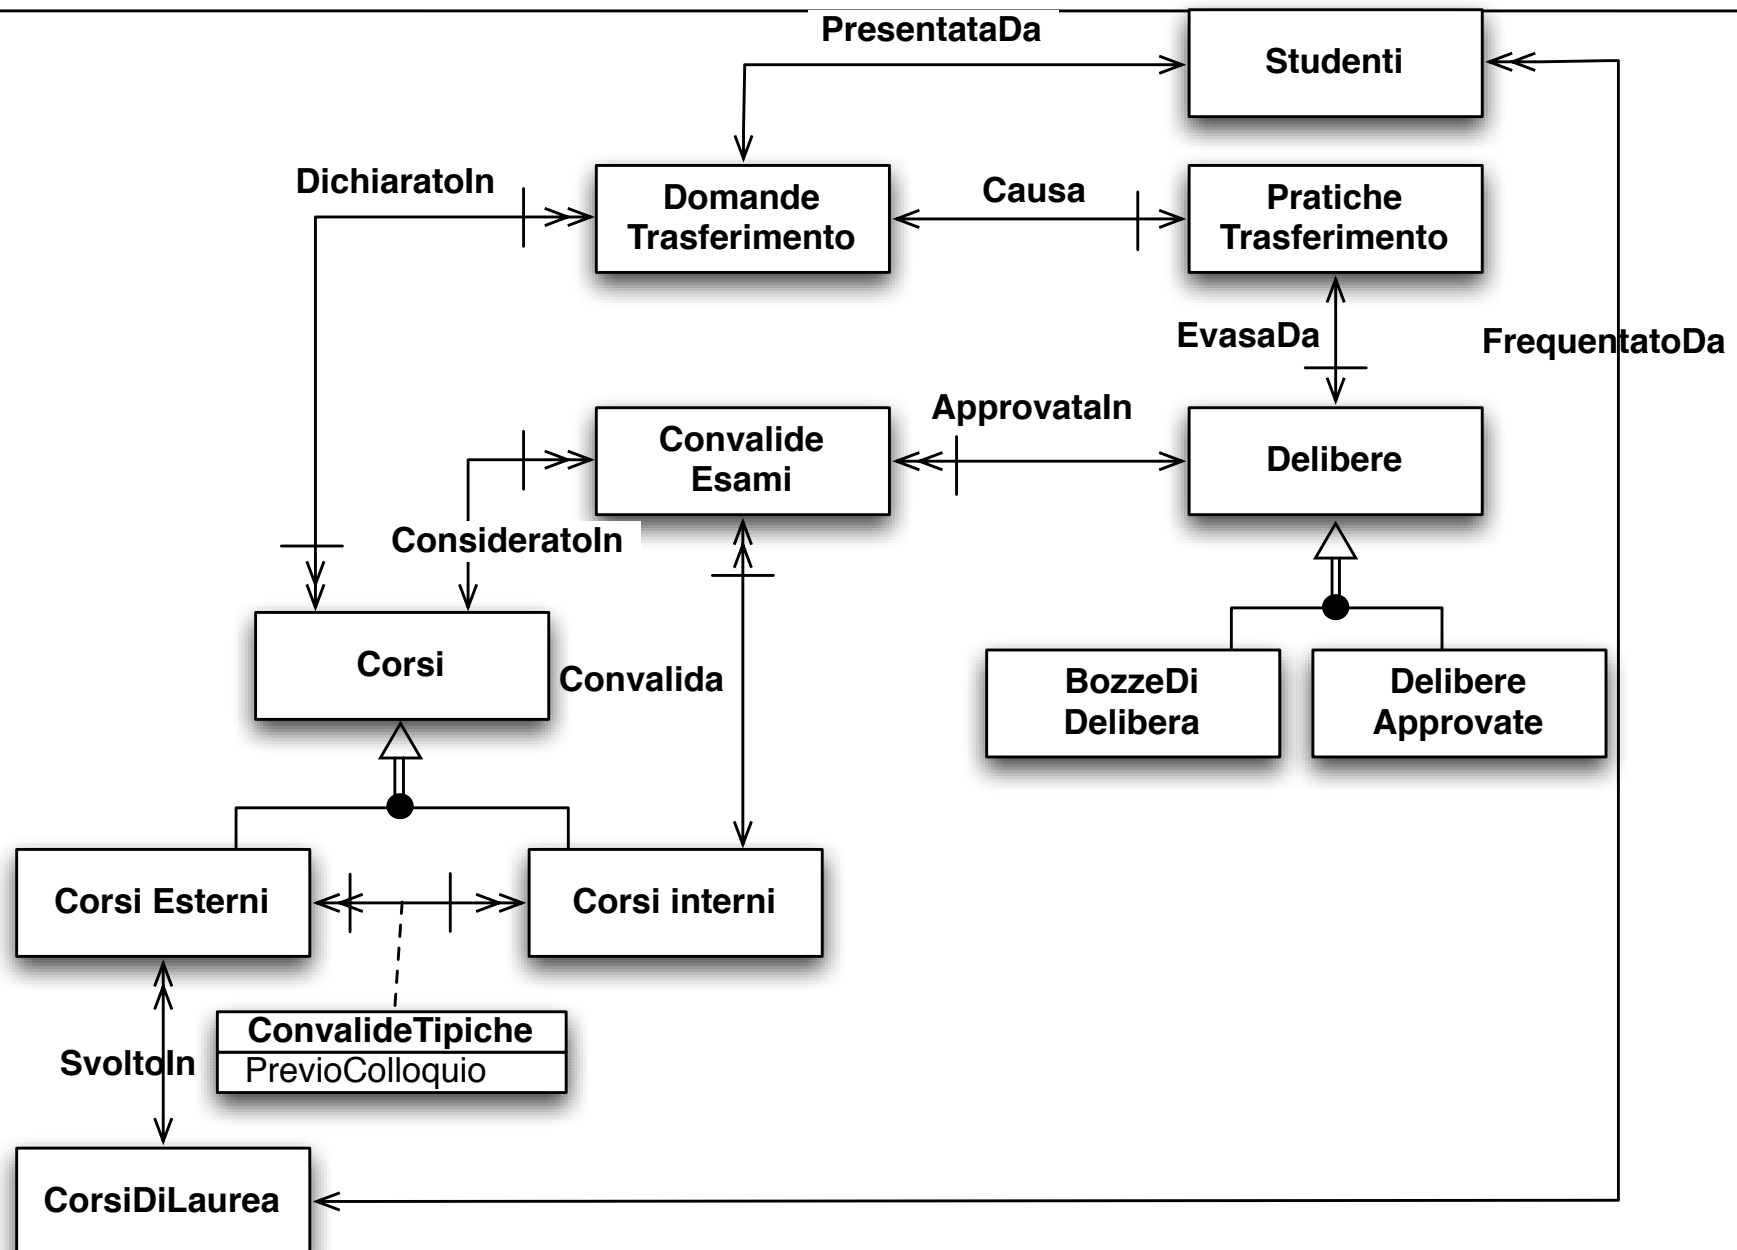 PresentataDa
Studenti
DichiaratoIn
Domande
Trasferimento
Causa
Pratiche
Trasferimento
EvasaDa
FrequentatoDa
ApprovataIn
Convalide
Esami
Delibere
ConsideratoIn
Corsi
Convalida
BozzeDi
Delibera
Delibere
Approvate
Corsi Esterni
Corsi interni
ConvalideTipiche
PrevioColloquio
SvoltoIn
CorsiDiLaurea